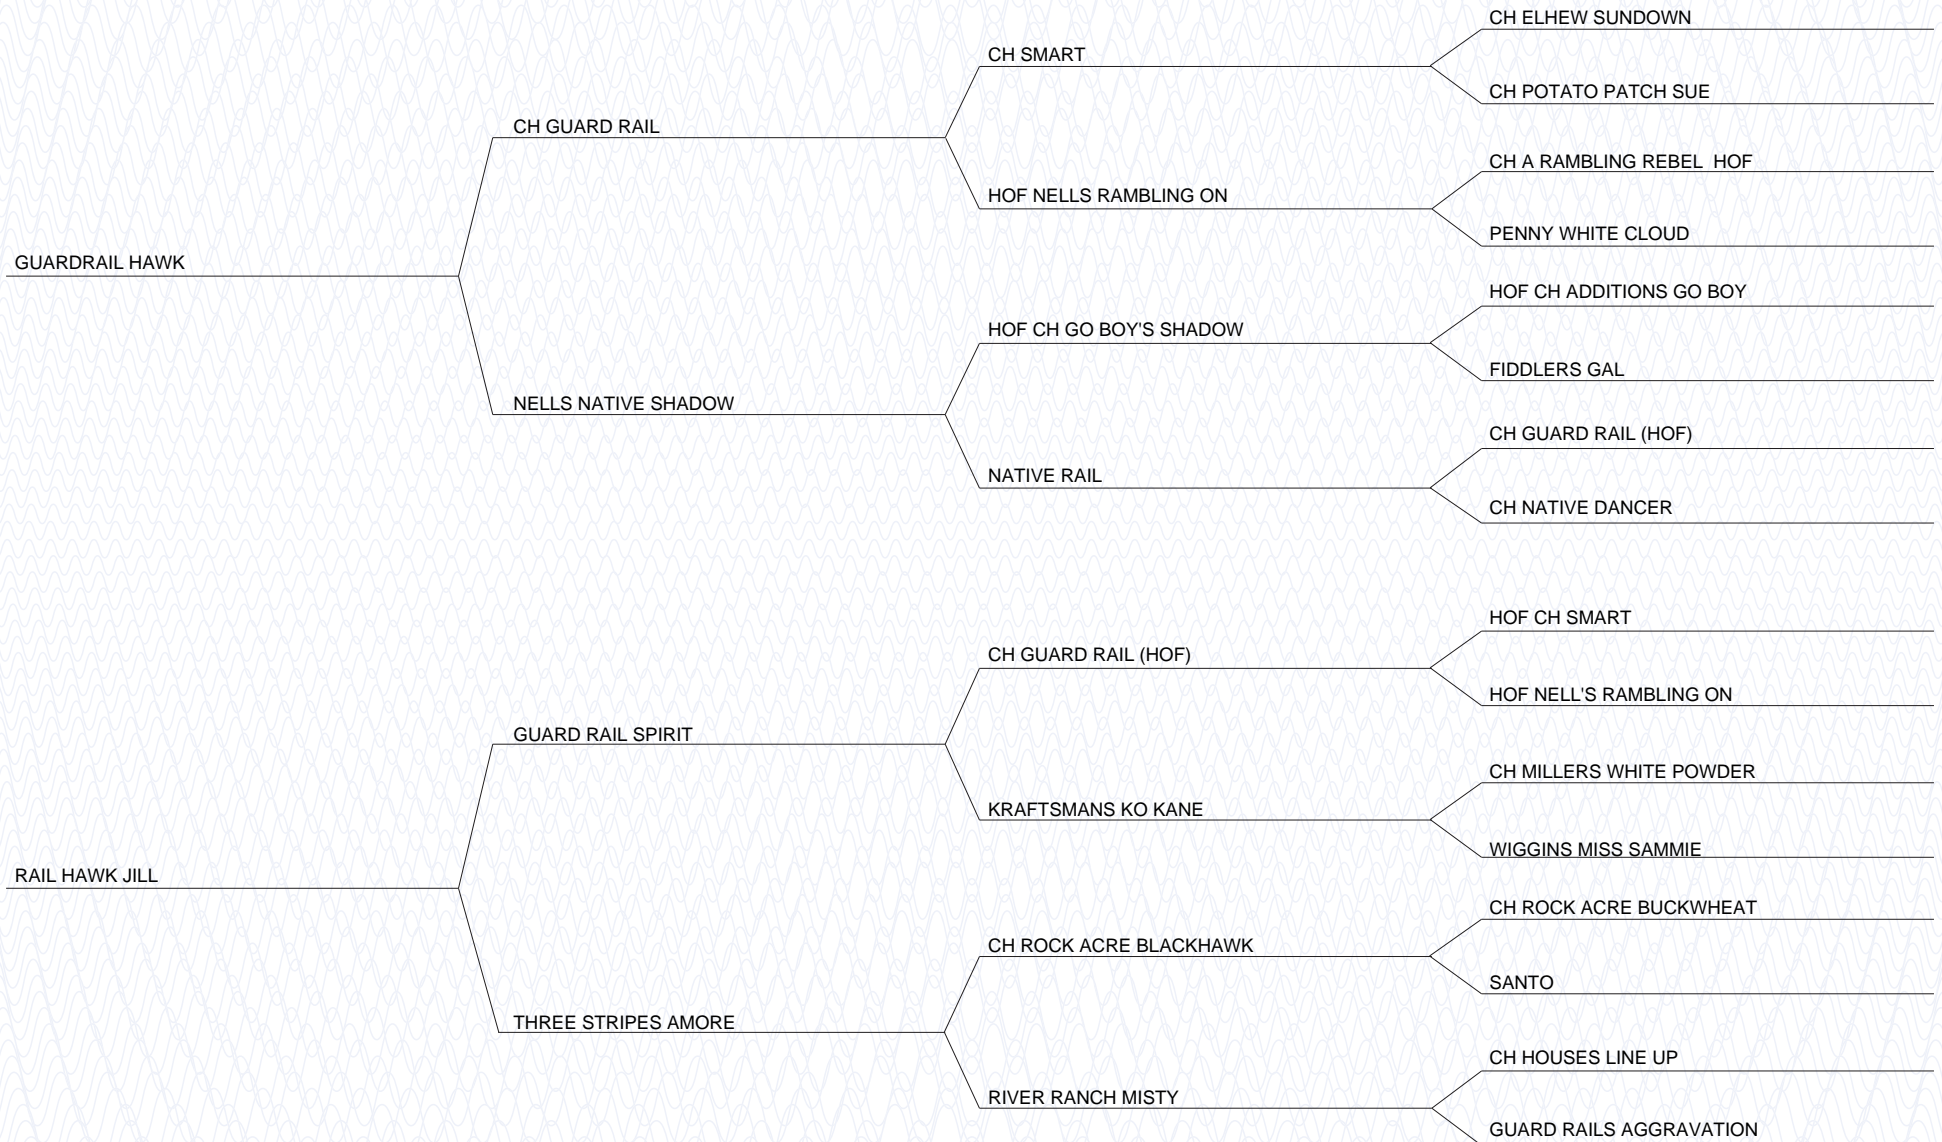 CH ELHEW SUNDOWN
CH SMART
CH POTATO PATCH SUE
CH GUARD RAIL
CH A RAMBLING REBEL  HOF
HOF NELLS RAMBLING ON
PENNY WHITE CLOUD
GUARDRAIL HAWK
HOF CH ADDITIONS GO BOY
HOF CH GO BOY'S SHADOW
FIDDLERS GAL
NELLS NATIVE SHADOW
CH GUARD RAIL (HOF)
NATIVE RAIL
CH NATIVE DANCER
HOF CH SMART
CH GUARD RAIL (HOF)
HOF NELL'S RAMBLING ON
GUARD RAIL SPIRIT
CH MILLERS WHITE POWDER
KRAFTSMANS KO KANE
WIGGINS MISS SAMMIE
RAIL HAWK JILL
CH ROCK ACRE BUCKWHEAT
CH ROCK ACRE BLACKHAWK
SANTO
THREE STRIPES AMORE
CH HOUSES LINE UP
RIVER RANCH MISTY
GUARD RAILS AGGRAVATION